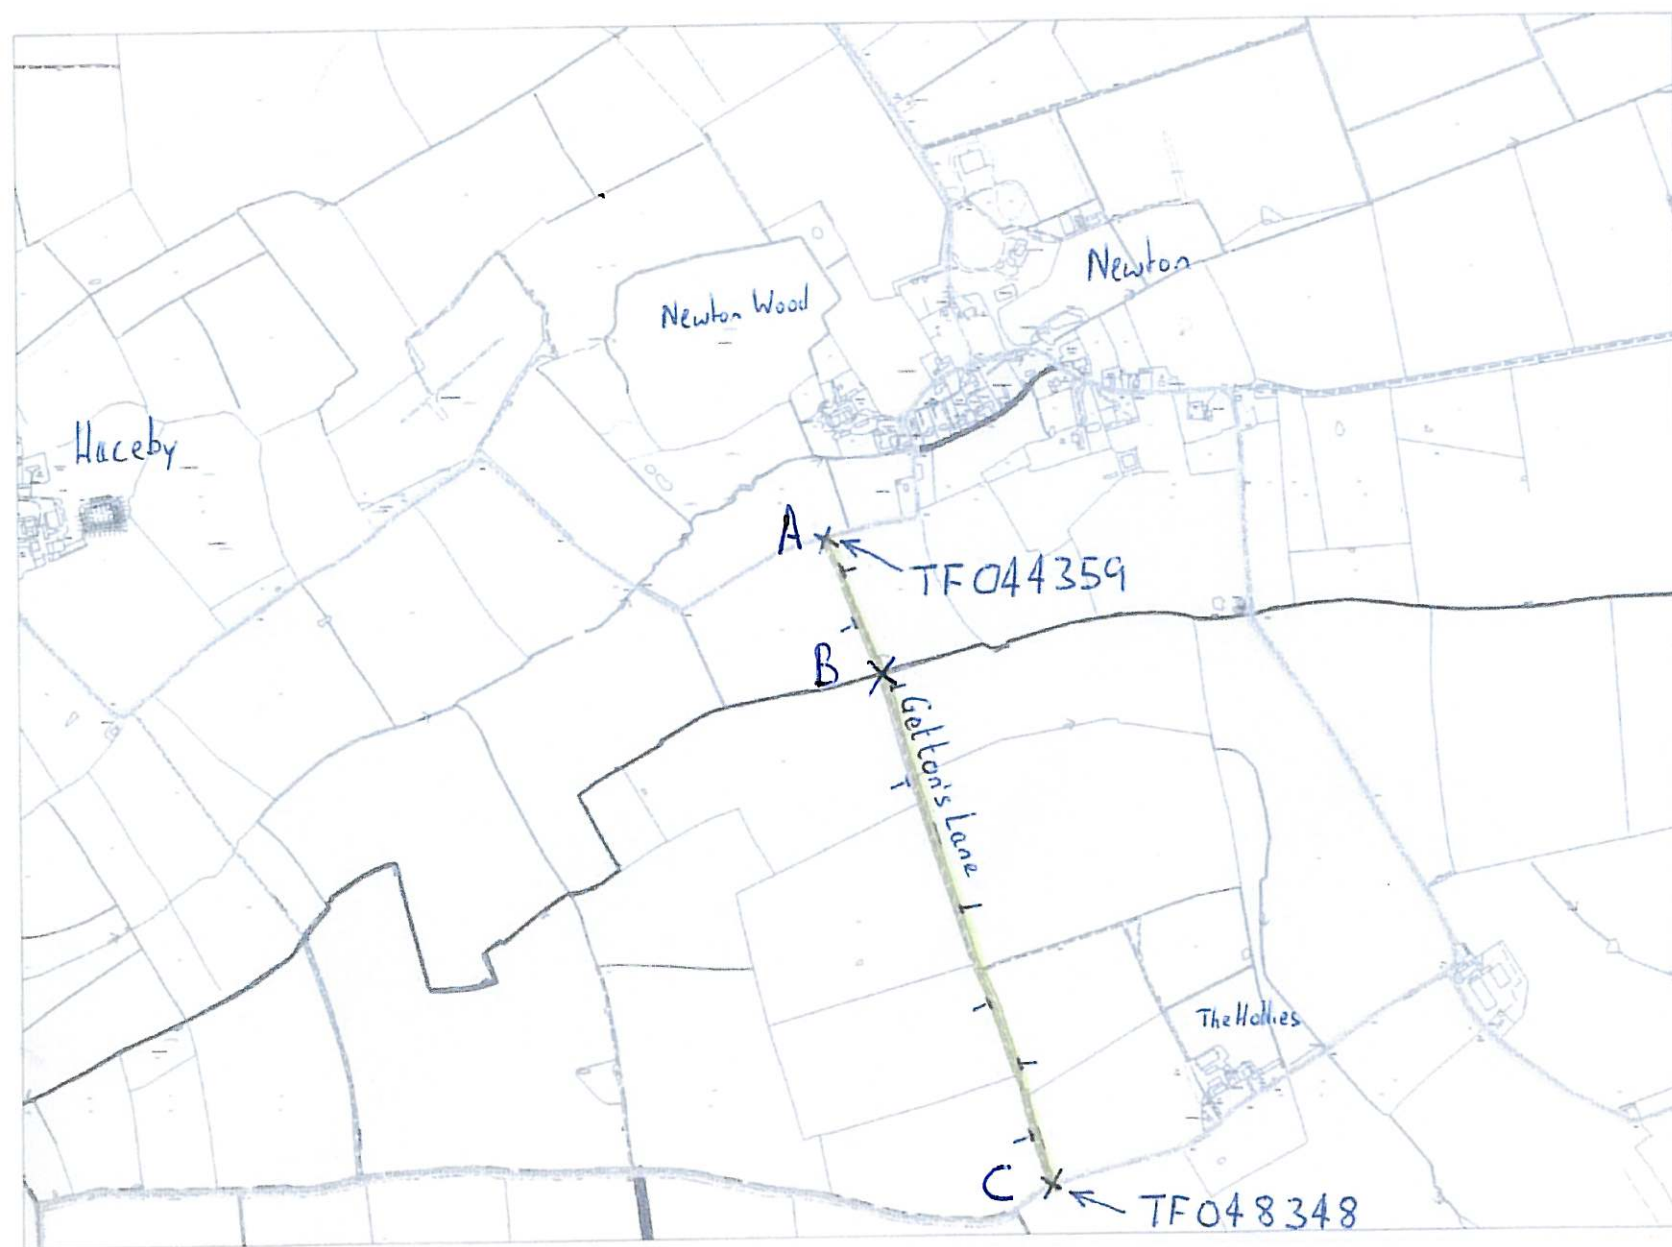 Newton
Newton Wood
Haceby
A
TF044359
B
Getton's Lane
The Hollies
C
TF048348